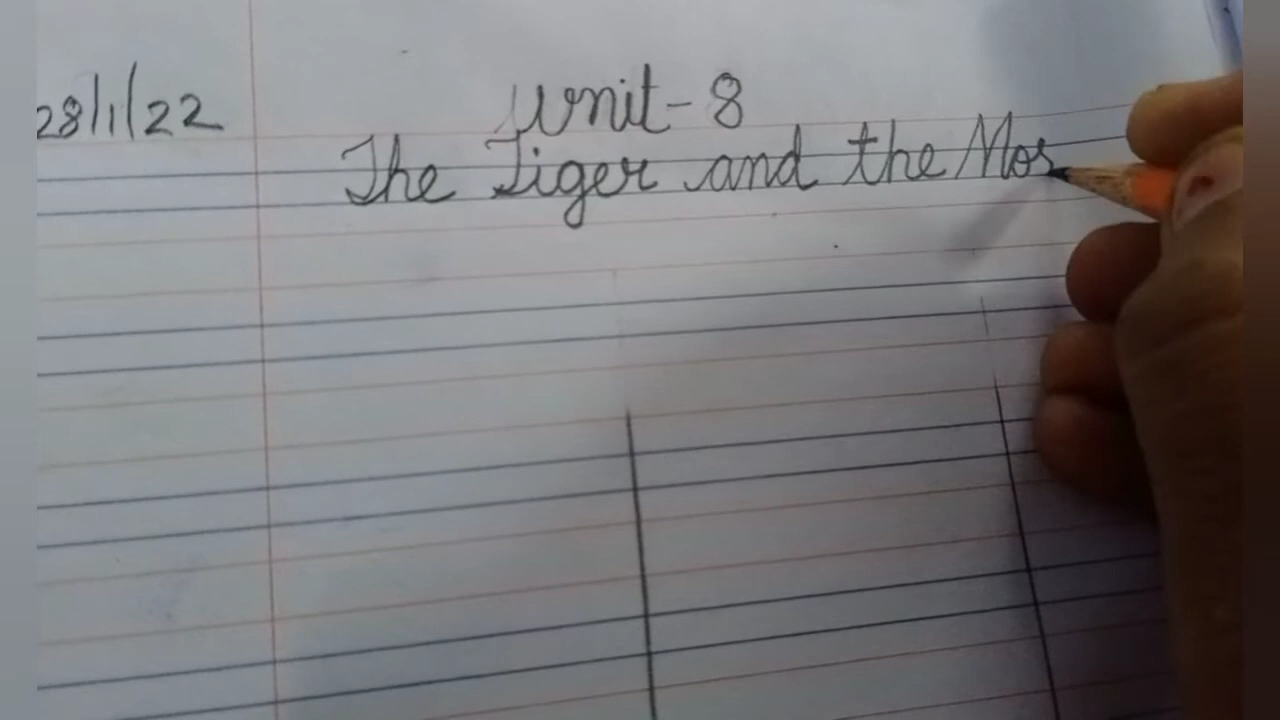 28/1/22
Unit-8
The Tiger and the Mos